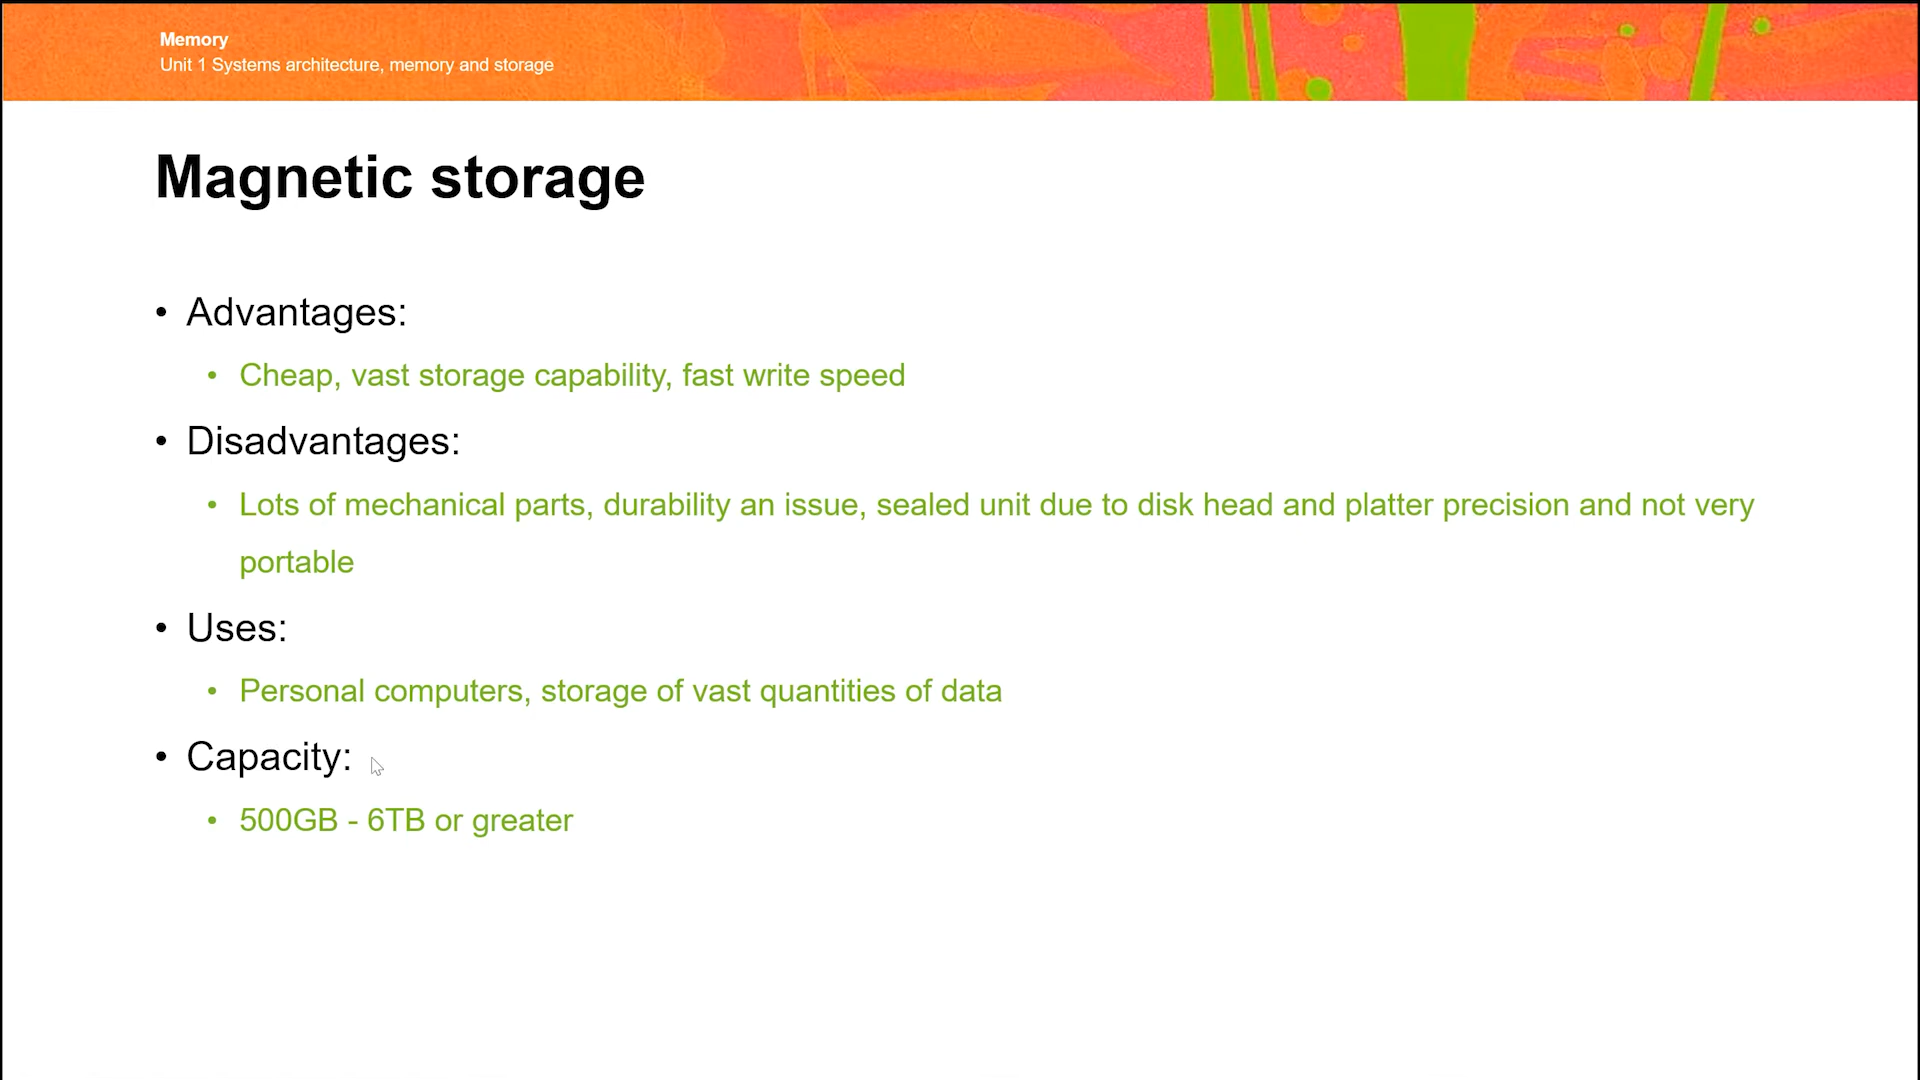 Memory
Unit 1 Systems architecture, memory and storage
Magnetic storage
• Advantages:
• Cheap, vast storage capability, fast write speed
• Disadvantages:
• Lots of mechanical parts, durability an issue, sealed unit due to disk head and platter precision and not very
portable
• Uses:
• Personal computers, storage of vast quantities of data
• Capacity:
• 500GB - 6TB or greater